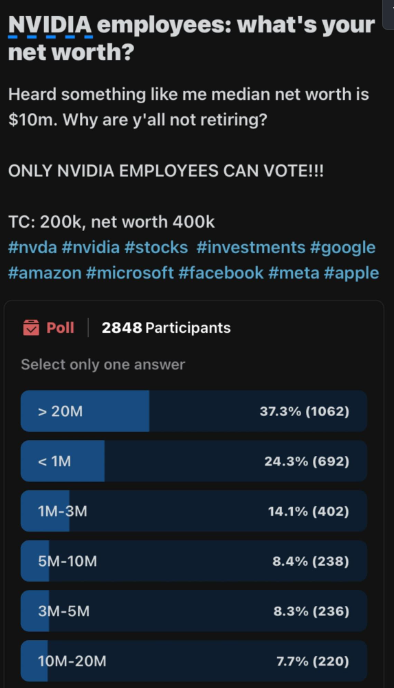 NVIDIA employees: what's your
net worth?
Heard something like me median net worth is
$10m. Why are y'all not retiring?
ONLY NVIDIA EMPLOYEES CAN VOTE!!!
TC: 200k, net worth 400k
#nvda #nvidia #stocks #investments #google
#amazon #microsoft #facebook #meta #apple
Poll | 2848 Participants
Select only one answer
> 20M 37.3% (1062)
< 1M 24.3% (692)
1M-3M 14.1% (402)
5M-10M 8.4% (238)
3M-5M 8.3% (236)
10M-20M 7.7% (220)